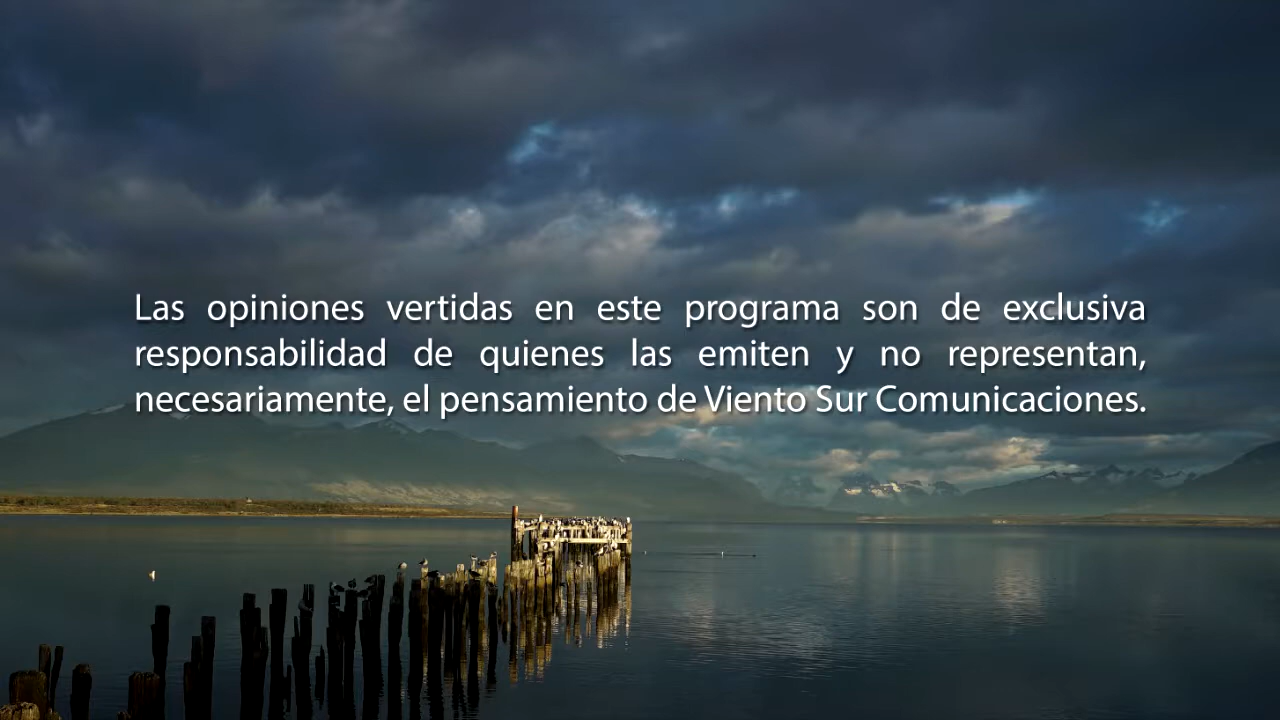 Las opiniones vertidas en este programa son de exclusiva
responsabilidad de quienes las emiten y no representan,
necesariamente, el pensamiento de Viento Sur Comunicaciones.